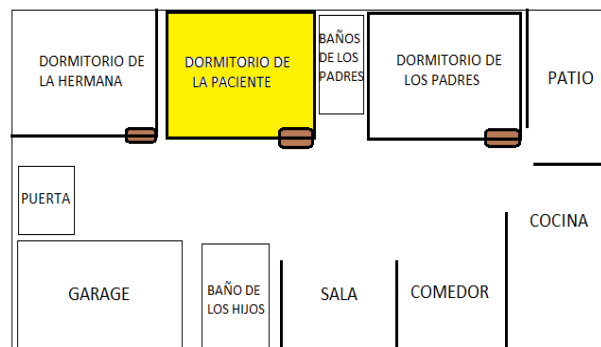 DORMITORIO DE
LA HERMANA
DORMITORIO DE
LA PACIENTE
BAÑOS
DE LOS
PADRES
DORMITORIO DE
LOS PADRES
PATIO
PUERTA
COCINA
GARAGE
BAÑO DE
LOS HIJOS
SALA
COMEDOR